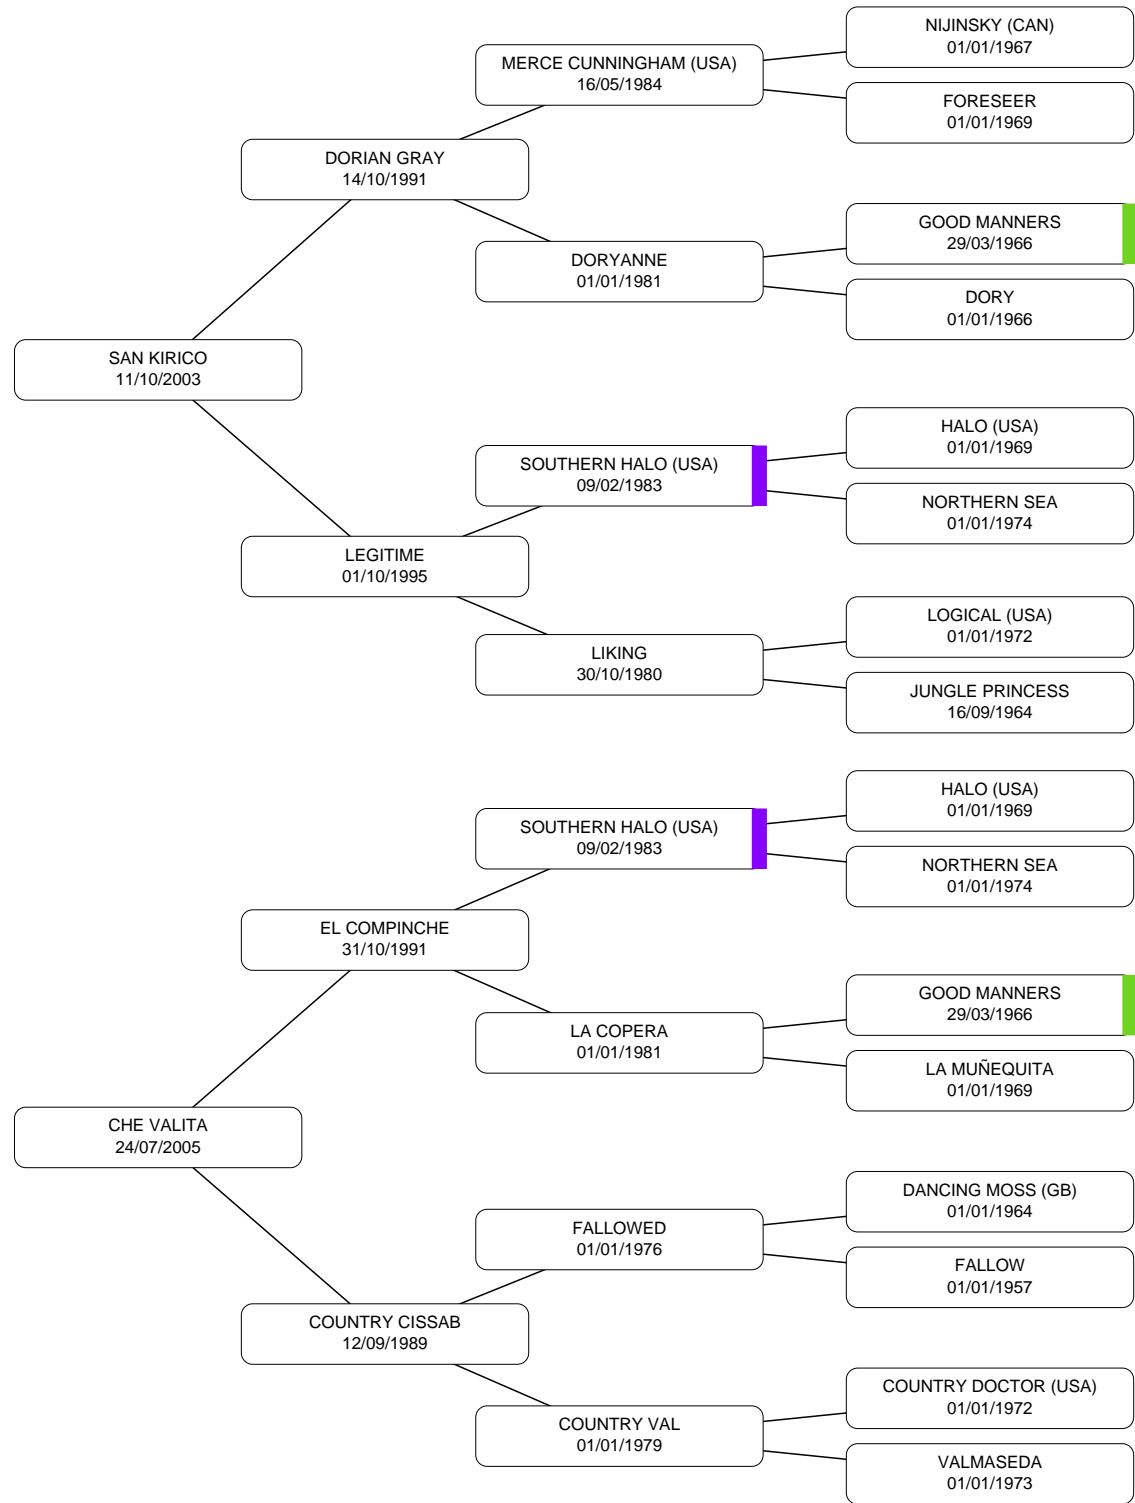 NIJINSKY (CAN)
01/01/1967
MERCE CUNNINGHAM (USA)
16/05/1984
FORESEER
01/01/1969
DORIAN GRAY
14/10/1991
GOOD MANNERS
29/03/1966
DORYANNE
01/01/1981
DORY
01/01/1966
SAN KIRICO
11/10/2003
HALO (USA)
01/01/1969
SOUTHERN HALO (USA)
09/02/1983
NORTHERN SEA
01/01/1974
LEGITIME
01/10/1995
LOGICAL (USA)
01/01/1972
LIKING
30/10/1980
JUNGLE PRINCESS
16/09/1964
HALO (USA)
01/01/1969
SOUTHERN HALO (USA)
09/02/1983
NORTHERN SEA
01/01/1974
EL COMPINCHE
31/10/1991
GOOD MANNERS
29/03/1966
LA COPERA
01/01/1981
LA MUÑEQUITA
01/01/1969
CHE VALITA
24/07/2005
DANCING MOSS (GB)
01/01/1964
FALLOWED
01/01/1976
FALLOW
01/01/1957
COUNTRY CISSAB
12/09/1989
COUNTRY DOCTOR (USA)
01/01/1972
COUNTRY VAL
01/01/1979
VALMASEDA
01/01/1973